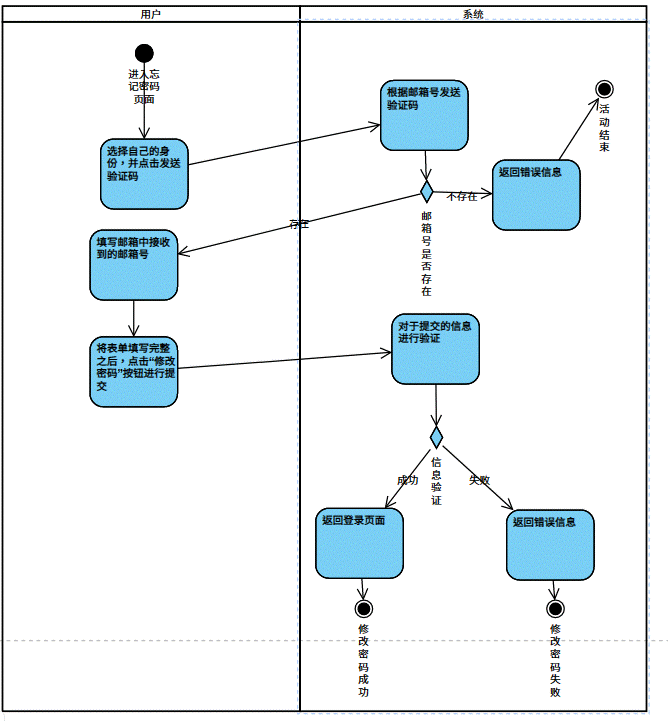 用户
系统
进入忘
记密码
页面
选择自己的身
份，并点击发送
验证码
根据邮箱号发送
验证码
活
动
结
束
返回错误信息
不存在
邮
箱
号
是
否
存
在
存在
填写邮箱中接收
到的邮箱号
将表单填写完整
之后，点击“修改
密码”按钮进行提
交
对于提交的信息
进行验证
信
息
验
证
成功
失败
返回登录页面
返回错误信息
修
改
密
码
成
功
修
改
密
码
失
败